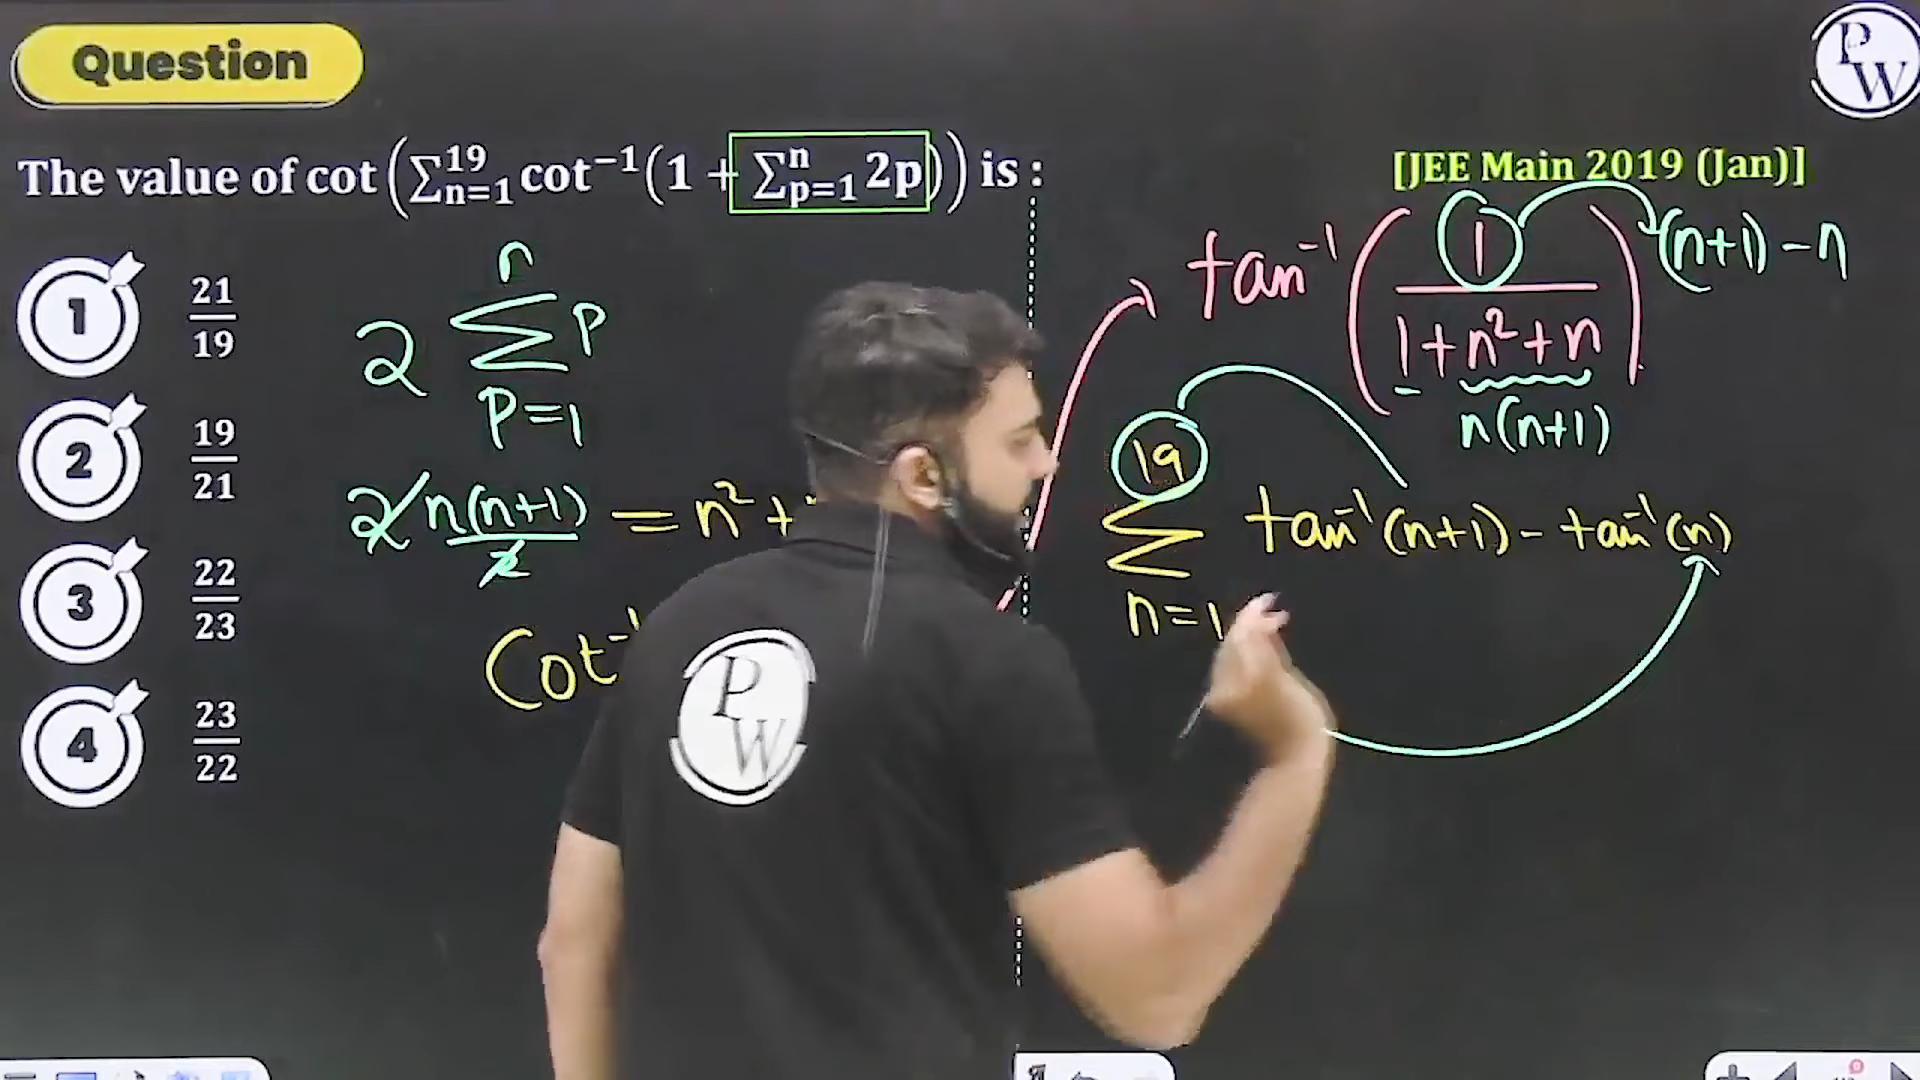 Question
PW
The value of cot (∑_{n=1}^{19} cot⁻¹(1 + ∑_{p=1}^{n} 2p)) is :
[JEE Main 2019 (Jan)]
1 21/19
2 19/21
3 22/23
4 23/22
n
2 ∑ p
p=1
2 n(n+1)/2 = n² +
Cot⁻¹
tan⁻¹ (1/(1+n²+n)) (n+1) - n
n(n+1)
19
∑ tan⁻¹(n+1) - tan⁻¹(n)
n=1
PW